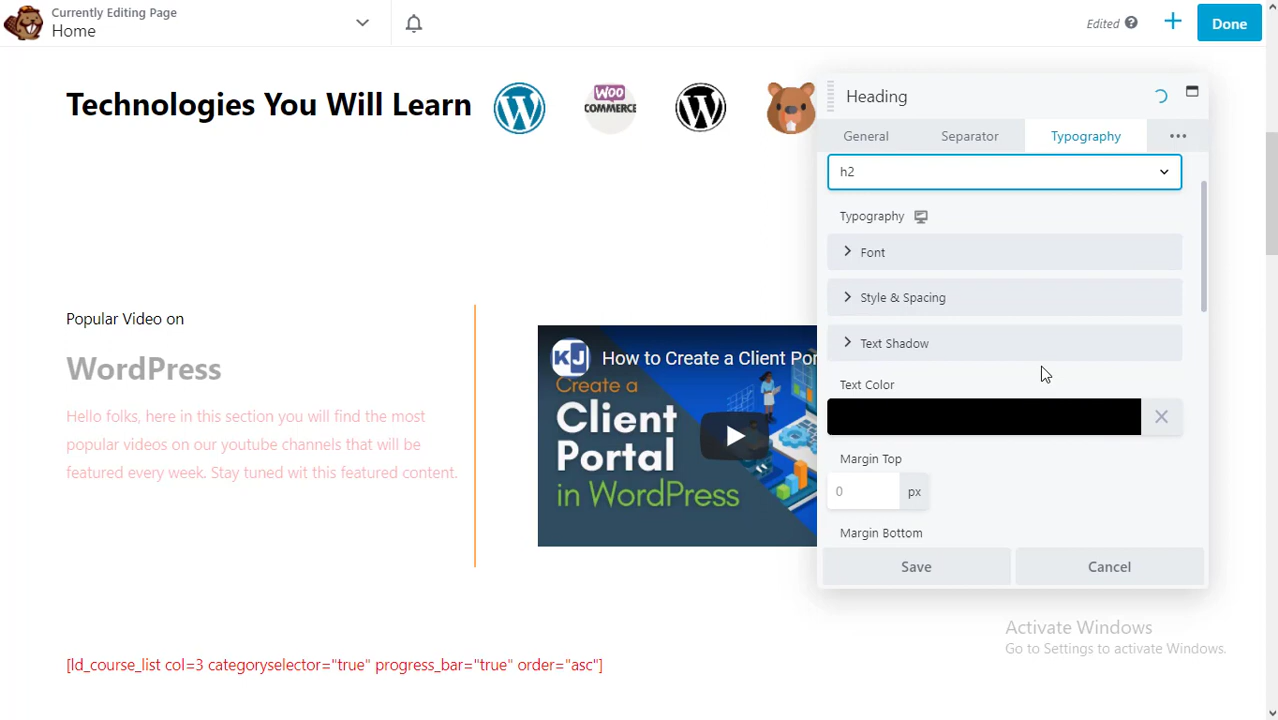 Currently Editing Page
Home
Edited
Done
Technologies You Will Learn
WOO
COMMERCE
Heading
General
Separator
Typography
h2
Typography
Font
Style & Spacing
Text Shadow
Text Color
Margin Top
0
px
Margin Bottom
Save
Cancel
Popular Video on
WordPress
Hello folks, here in this section you will find the most
popular videos on our youtube channels that will be
featured every week. Stay tuned wit this featured content.
KJ
How to Create a Client Por
Create a
Client
Portal
in WordPress
[ld_course_list col=3 categoryselector="true" progress_bar="true" order="asc"]
Activate Windows
Go to Settings to activate Windows.